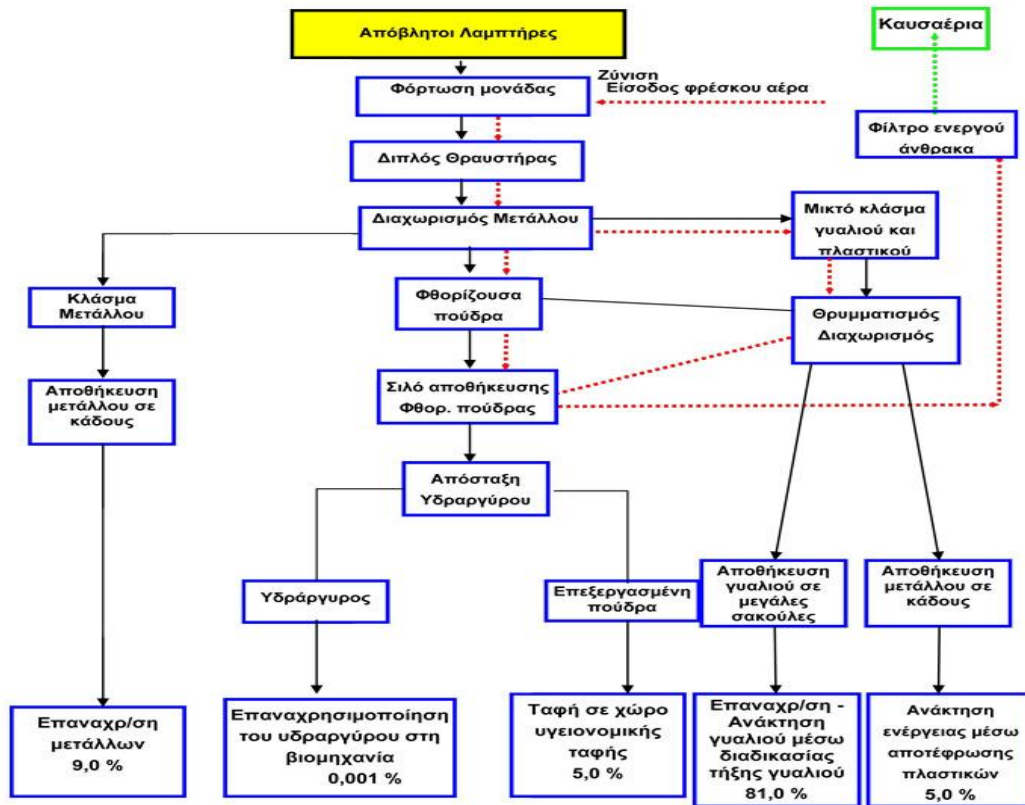 Απόβλητοι Λαμπτήρες
Καυσαέρια
Ζύνιση
Είσοδος φρέσκου αέρα
Φόρτωση μονάδας
Φίλτρο ενεργού
άνθρακα
Διπλός Θραυστήρας
Διαχωρισμός Μετάλλου
Μικτό κλάσμα
γυαλιού και
πλαστικού
Κλάσμα
Μετάλλου
Φθορίζουσα
πούδρα
Θρυμματισμός
Διαχωρισμός
Αποθήκευση
μετάλλου σε
κάδους
Σιλό αποθήκευσης
Φθορ. πούδρας
Απόσταξη
Υδραργύρου
Υδράργυρος
Επεξεργασμένη
πούδρα
Αποθήκευση
γυαλιού σε
μεγάλες
σακούλες
Αποθήκευση
μετάλλου σε
κάδους
Επαναχρ/ση
μετάλλων
9,0 %
Επαναχρησιμοποίηση
του υδραργύρου στη
βιομηχανία
0,001 %
Ταφή σε χώρο
υγειονομικής
ταφής
5,0 %
Επαναχρ/ση -
Ανάκτηση
γυαλιού μέσω
διαδικασίας
τήξης γυαλιού
81,0 %
Ανάκτηση
ενέργειας μέσω
αποτέφρωσης
πλαστικών
5,0 %